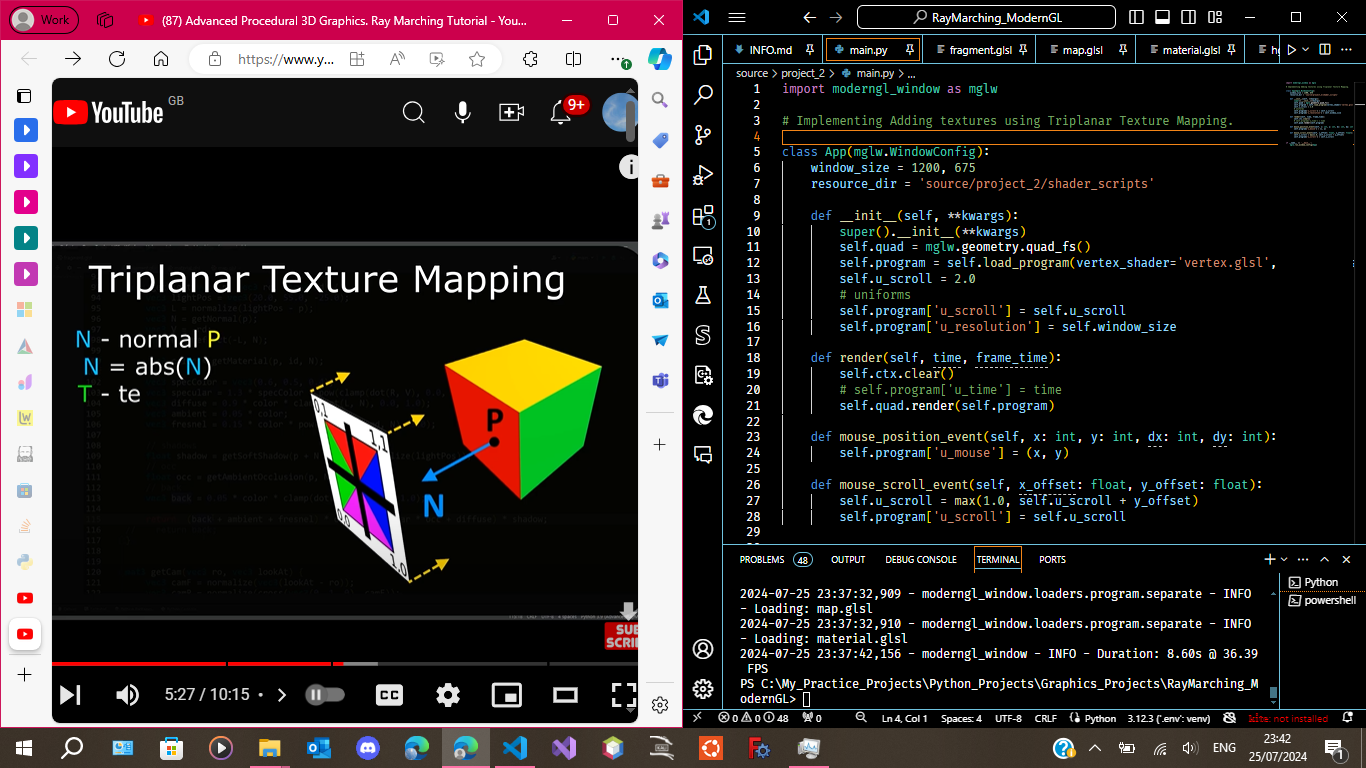 Work
(87) Advanced Procedural 3D Graphics. Ray Marching Tutorial - You...
https://www.y...
YouTube
GB
9+
Triplanar Texture Mapping
N - normal P
N = abs(N)
T - te
0,1
1,1
0,0
1,0
P
N
SUB
SCRI
5:27 / 10:15
CC
RayMarching_ModernGL
INFO.md
main.py
fragment.glsl
map.glsl
material.glsl
source > project_2 > main.py > ...
1 import moderngl_window as mglw
2
3 # Implementing Adding textures using Triplanar Texture Mapping.
4
5 class App(mglw.WindowConfig):
6 window_size = 1200, 675
7 resource_dir = 'source/project_2/shader_scripts'
8
9 def __init__(self, **kwargs):
10 super().__init__(**kwargs)
11 self.quad = mglw.geometry.quad_fs()
12 self.program = self.load_program(vertex_shader='vertex.glsl',
13 self.u_scroll = 2.0
14 # uniforms
15 self.program['u_scroll'] = self.u_scroll
16 self.program['u_resolution'] = self.window_size
17
18 def render(self, time, frame_time):
19 self.ctx.clear()
20 # self.program['u_time'] = time
21 self.quad.render(self.program)
22
23 def mouse_position_event(self, x: int, y: int, dx: int, dy: int):
24 self.program['u_mouse'] = (x, y)
25
26 def mouse_scroll_event(self, x_offset: float, y_offset: float):
27 self.u_scroll = max(1.0, self.u_scroll + y_offset)
28 self.program['u_scroll'] = self.u_scroll
29
PROBLEMS 48 OUTPUT DEBUG CONSOLE TERMINAL PORTS
Python
powershell
2024-07-25 23:37:32,909 - moderngl_window.loaders.program.separate - INFO
- Loading: map.glsl
2024-07-25 23:37:32,910 - moderngl_window.loaders.program.separate - INFO
- Loading: material.glsl
2024-07-25 23:37:42,156 - moderngl_window - INFO - Duration: 8.60s @ 36.39
FPS
PS C:\My_Practice_Projects\Python_Projects\Graphics_Projects\RayMarching_M
odernGL>
0 0 48 0 Ln 4, Col 1 Spaces: 4 UTF-8 CRLF Python 3.12.3 ('.env': venv) kite: not installed
ENG
23:42
25/07/2024
1